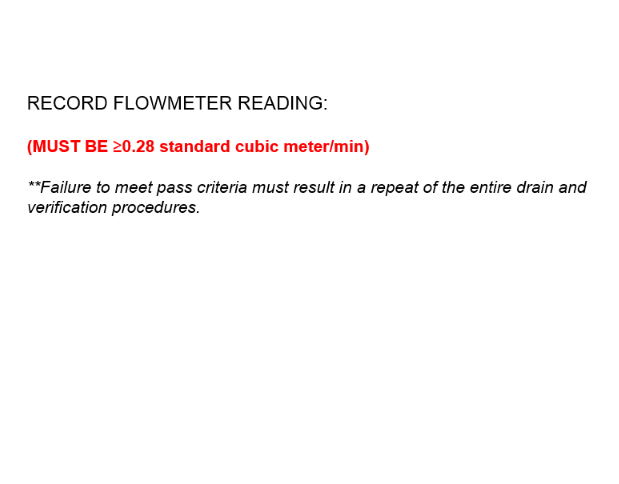 RECORD FLOWMETER READING:
(MUST BE ≥0.28 standard cubic meter/min)
**Failure to meet pass criteria must result in a repeat of the entire drain and
verification procedures.